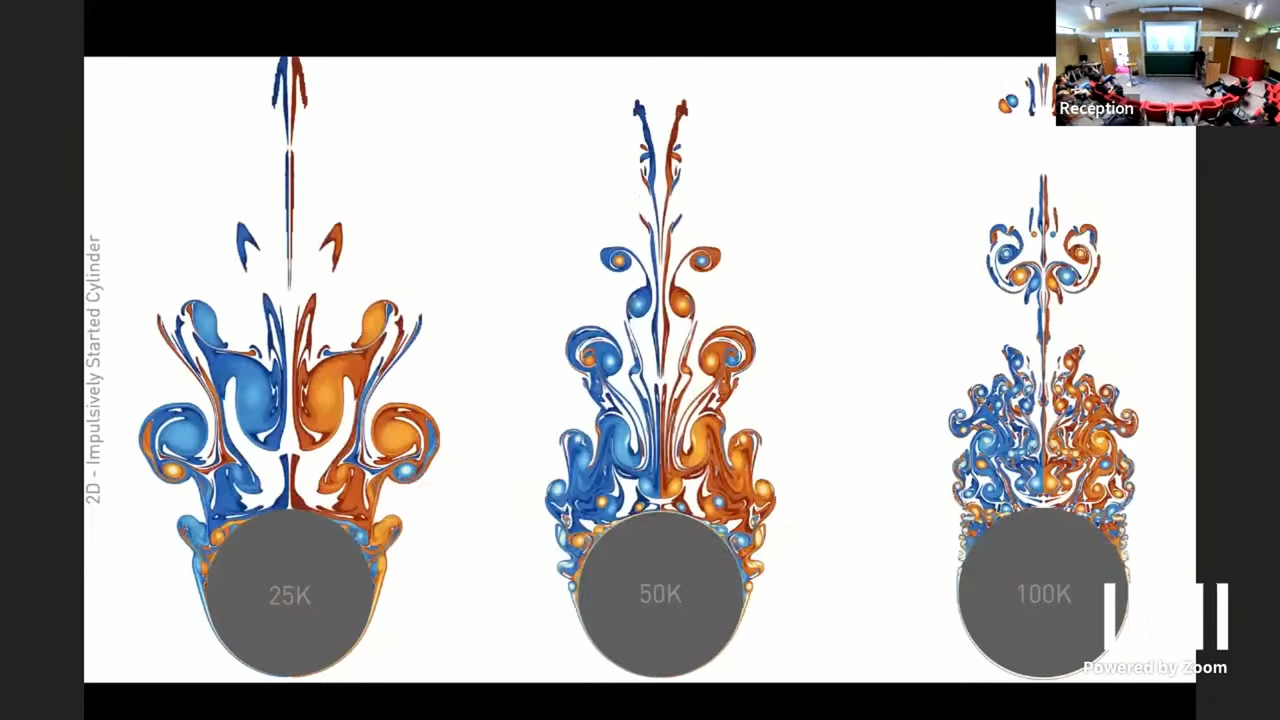 Reception
2D - Impulsively Started Cylinder
25K
50K
100K
Powered by Zoom